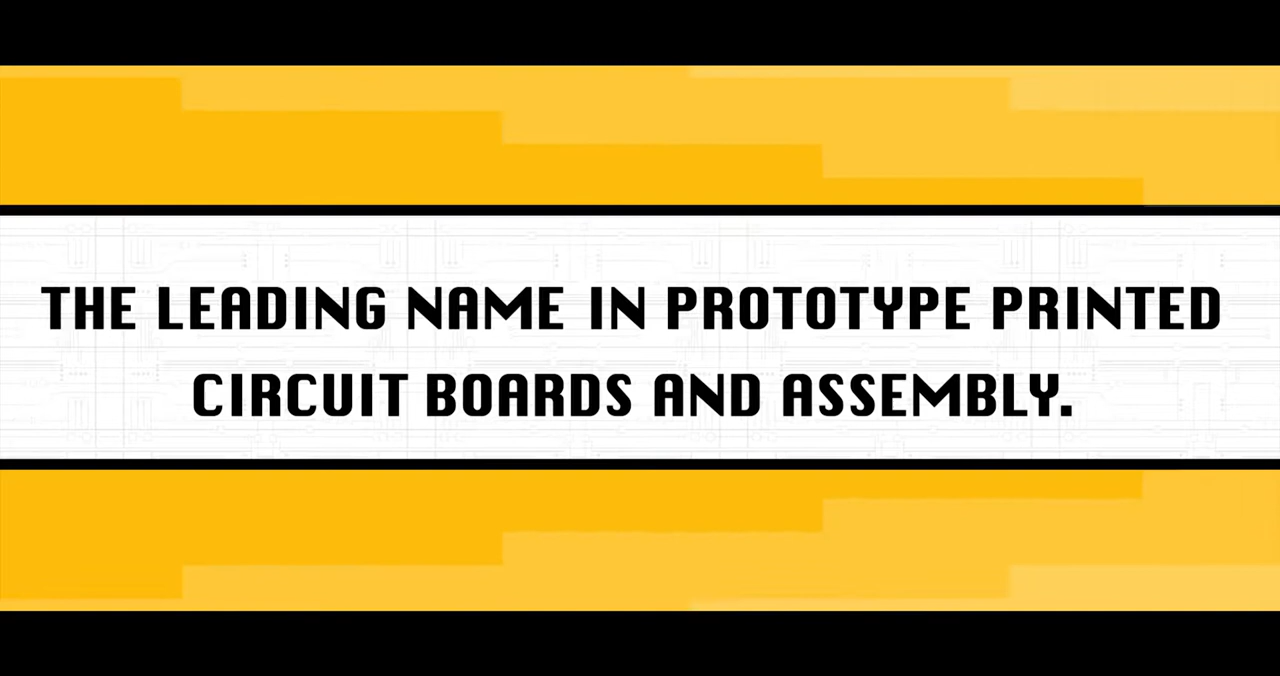 THE LEADING NAME IN PROTOTYPE PRINTED
CIRCUIT BOARDS AND ASSEMBLY.